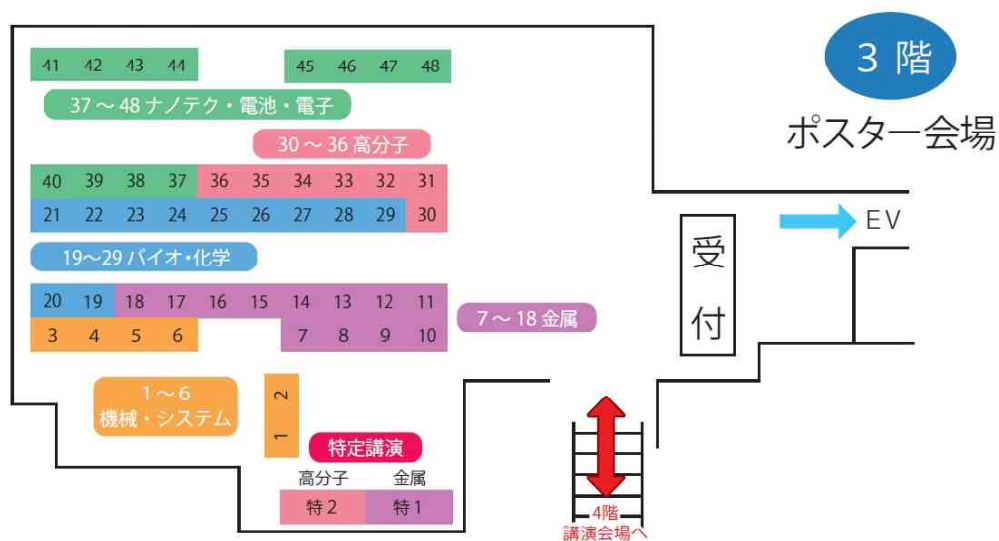 3 階
ポスター会場
41 42 43 44 45 46 47 48
37～48 ナノテク・電池・電子
30～36 高分子
40 39 38 37 36 35 34 33 32 31
21 22 23 24 25 26 27 28 29 30
19～29 バイオ・化学
20 19 18 17 16 15 14 13 12 11
7～18 金属
3 4 5 6 7 8 9 10
1～6
機械・システム
2
1
特定講演
高分子 金属
特2 特1
受付
EV
4階
講演会場へ